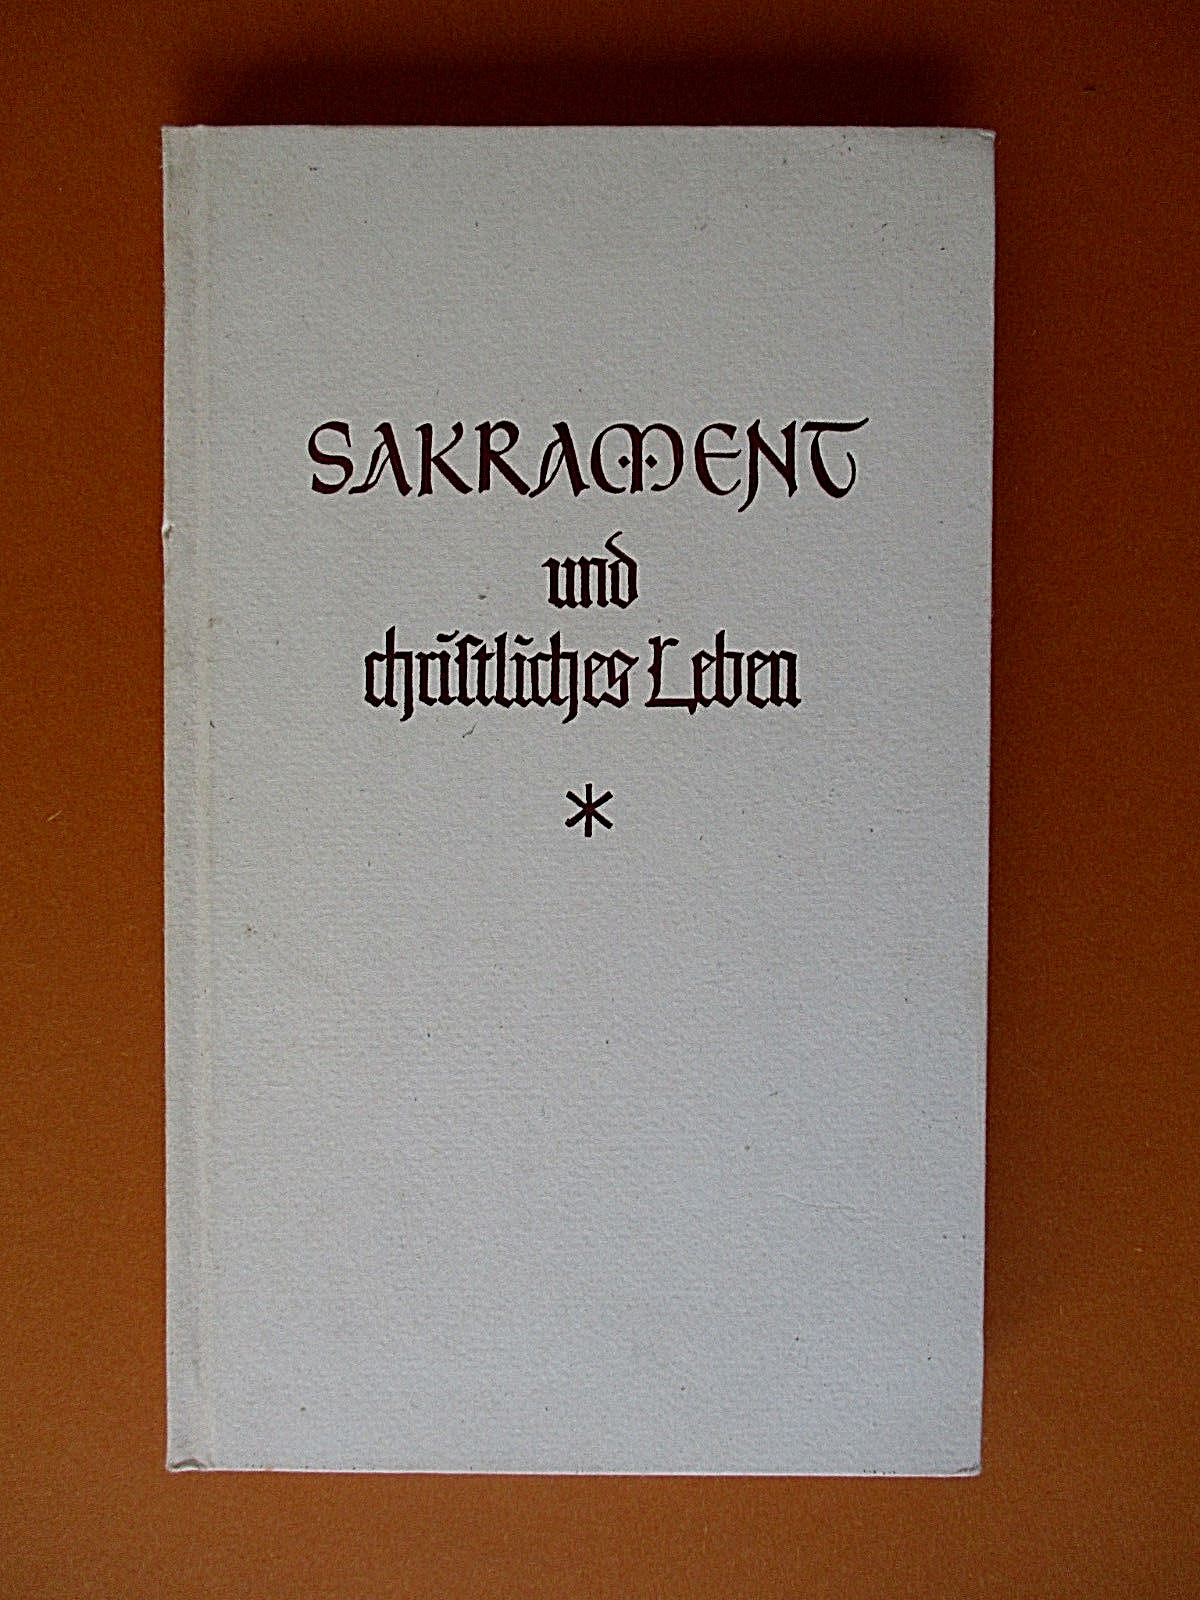 SAKRAMENT
und
christliches Leben
*